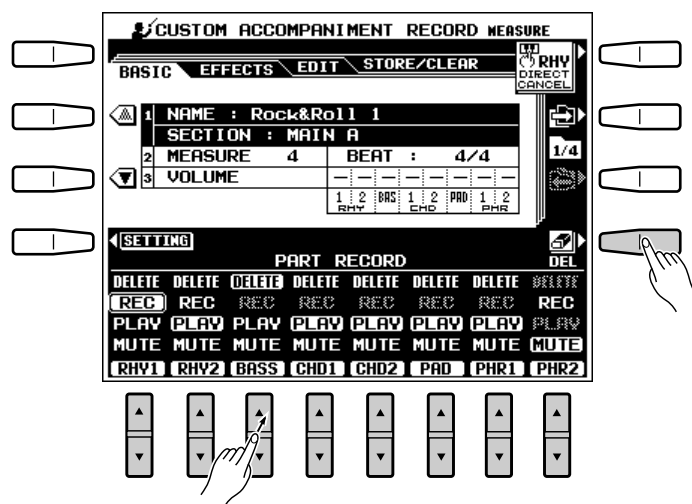 CUSTOM ACCOMPANIMENT RECORD MEASURE
BASIC EFFECTS EDIT STORE/CLEAR
RHY
DIRECT
CANCEL
1 NAME : Rock&Roll 1
SECTION : MAIN A
2 MEASURE 4 BEAT : 4/4
1/4
3 VOLUME – – – – – – – –
1 2 BAS 1 2 PAD 1 2
RHY CHD PHR
SETTING
PART RECORD DEL
DELETE DELETE DELETE DELETE DELETE DELETE DELETE DELETE
REC REC REC REC REC REC REC REC
PLAY PLAY PLAY PLAY PLAY PLAY PLAY PLAY
MUTE MUTE MUTE MUTE MUTE MUTE MUTE MUTE
RHY1 RHY2 BASS CHD1 CHD2 PAD PHR1 PHR2